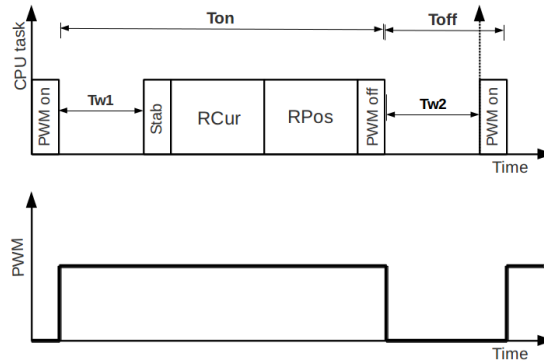 Ton
Toff
CPU task
PWM on
Tw1
Stab
RCur
RPos
PWM off
Tw2
PWM on
Time
PWM
Time